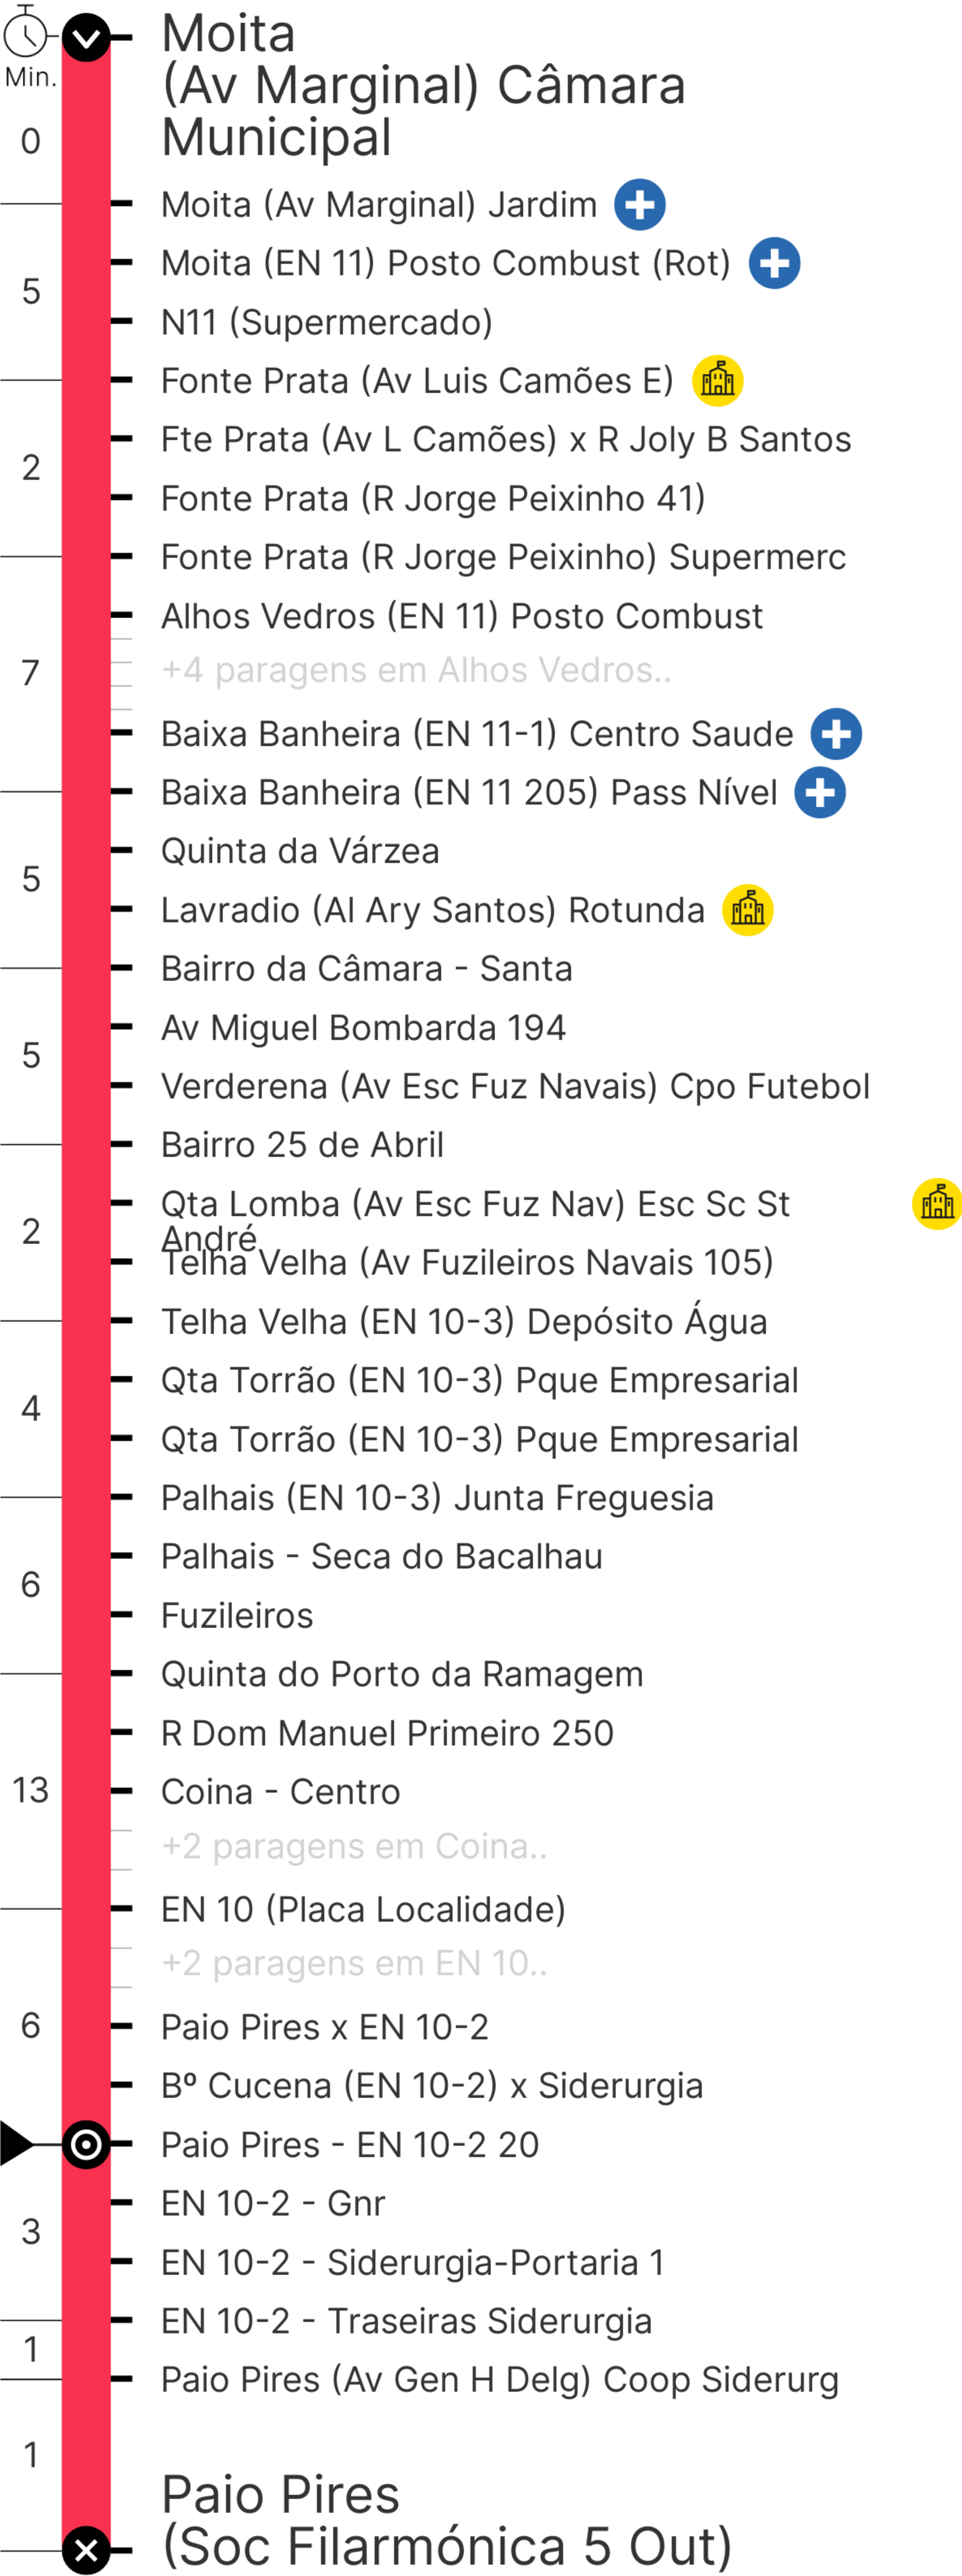 Min.
Moita
(Av Marginal) Câmara
Municipal
0
Moita (Av Marginal) Jardim
Moita (EN 11) Posto Combust (Rot)
5
N11 (Supermercado)
Fonte Prata (Av Luis Camões E)
Fte Prata (Av L Camões) x R Joly B Santos
2
Fonte Prata (R Jorge Peixinho 41)
Fonte Prata (R Jorge Peixinho) Supermerc
Alhos Vedros (EN 11) Posto Combust
7
+4 paragens em Alhos Vedros..
Baixa Banheira (EN 11-1) Centro Saude
Baixa Banheira (EN 11 205) Pass Nível
Quinta da Várzea
5
Lavradio (Al Ary Santos) Rotunda
Bairro da Câmara - Santa
Av Miguel Bombarda 194
5
Verderena (Av Esc Fuz Navais) Cpo Futebol
Bairro 25 de Abril
Qta Lomba (Av Esc Fuz Nav) Esc Sc St
André
2
Telha Velha (Av Fuzileiros Navais 105)
Telha Velha (EN 10-3) Depósito Água
Qta Torrão (EN 10-3) Pque Empresarial
4
Qta Torrão (EN 10-3) Pque Empresarial
Palhais (EN 10-3) Junta Freguesia
Palhais - Seca do Bacalhau
6
Fuzileiros
Quinta do Porto da Ramagem
R Dom Manuel Primeiro 250
13
Coina - Centro
+2 paragens em Coina..
EN 10 (Placa Localidade)
+2 paragens em EN 10..
6
Paio Pires x EN 10-2
Bº Cucena (EN 10-2) x Siderurgia
Paio Pires - EN 10-2 20
EN 10-2 - Gnr
3
EN 10-2 - Siderurgia-Portaria 1
EN 10-2 - Traseiras Siderurgia
1
Paio Pires (Av Gen H Delg) Coop Siderurg
1
Paio Pires
(Soc Filarmónica 5 Out)